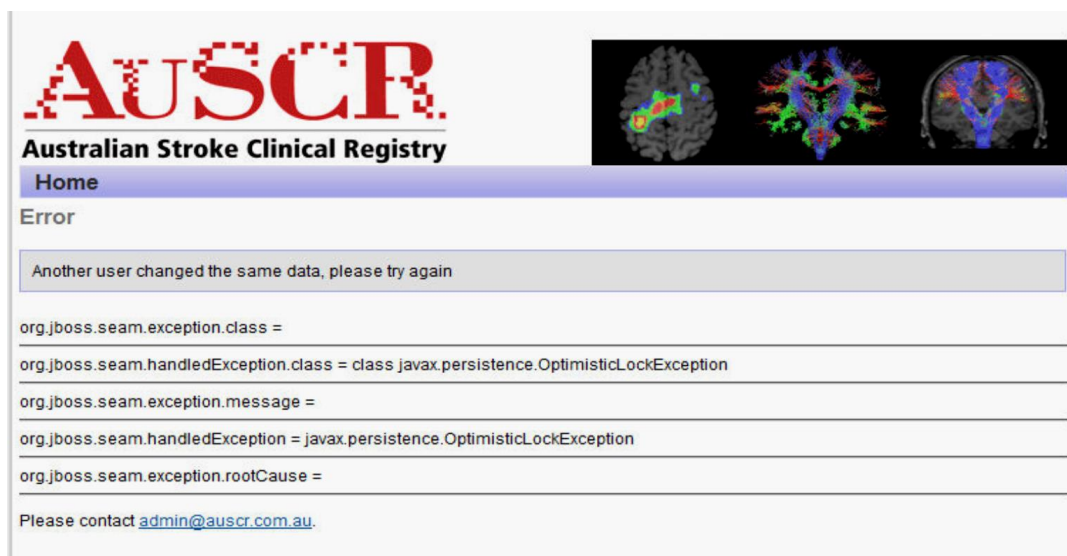 AuSCR
Australian Stroke Clinical Registry
Home
Error
Another user changed the same data, please try again
org.jboss.seam.exception.class =
org.jboss.seam.handledException.class = class javax.persistence.OptimisticLockException
org.jboss.seam.exception.message =
org.jboss.seam.handledException = javax.persistence.OptimisticLockException
org.jboss.seam.exception.rootCause =
Please contact admin@auscr.com.au.